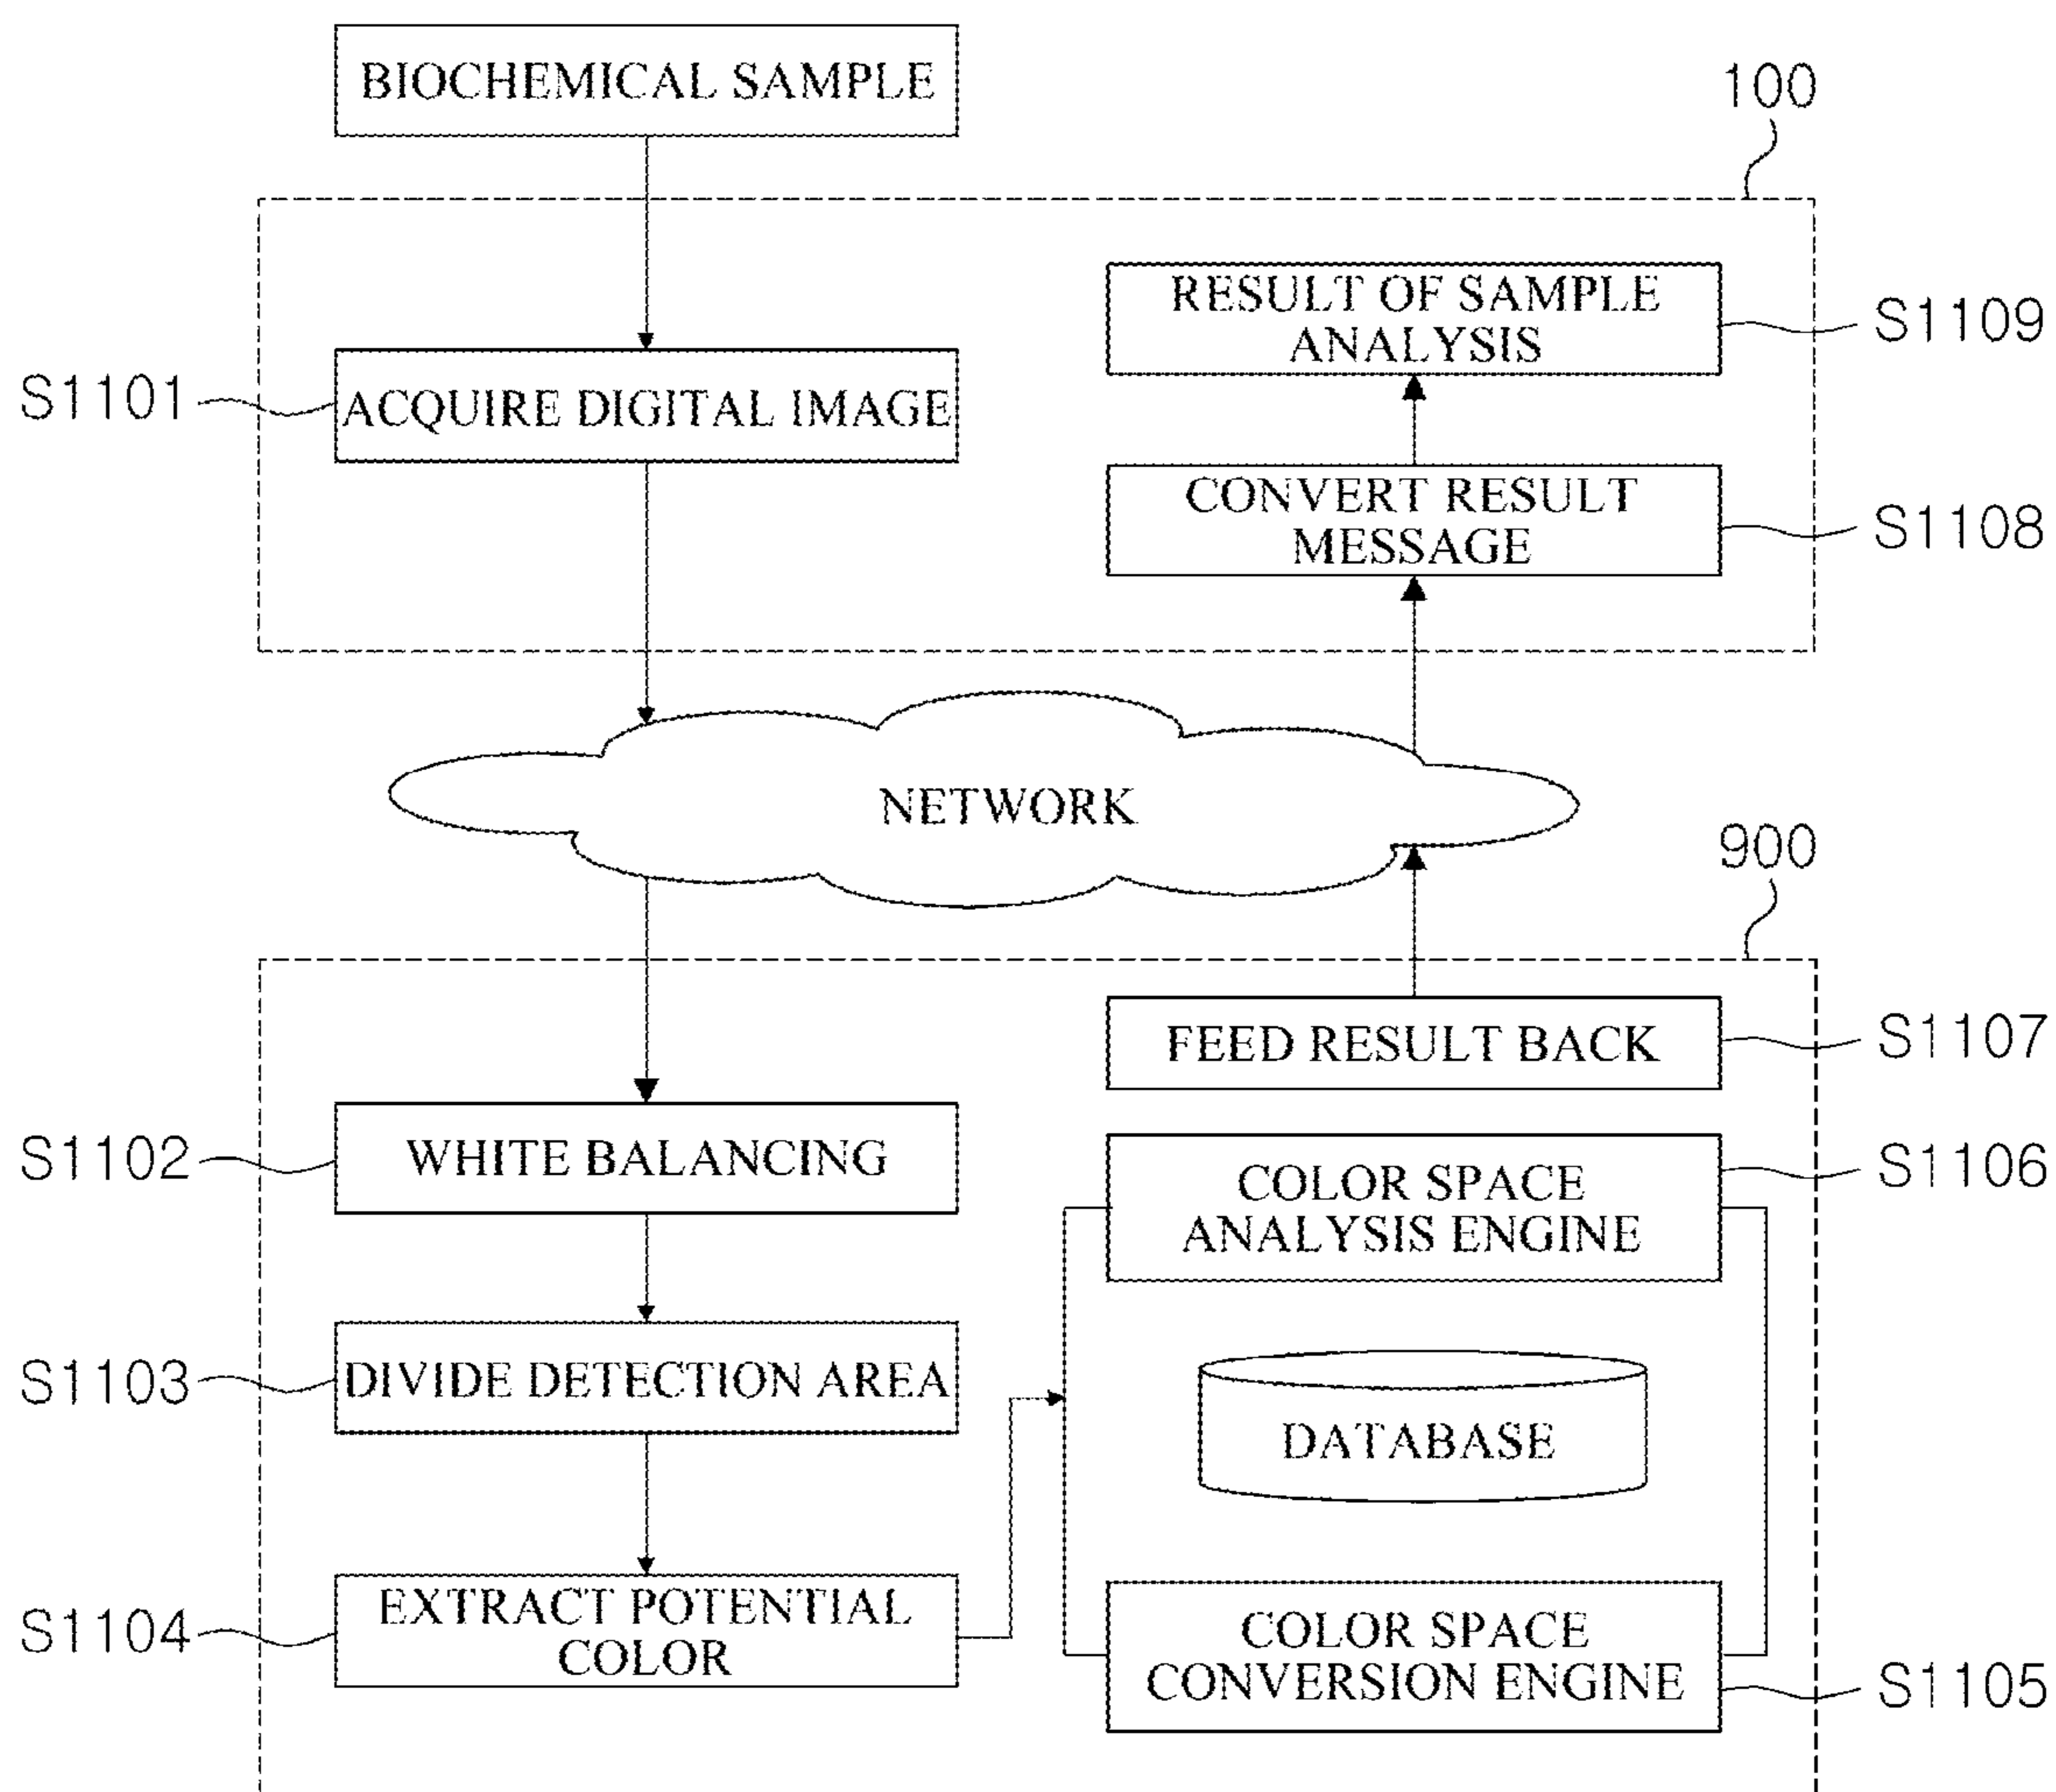 BIOCHEMICAL SAMPLE
100
RESULT OF SAMPLE
ANALYSIS
S1109
S1101
ACQUIRE DIGITAL IMAGE
CONVERT RESULT
MESSAGE
S1108
NETWORK
900
FEED RESULT BACK
S1107
S1102
WHITE BALANCING
COLOR SPACE
ANALYSIS ENGINE
S1106
S1103
DIVIDE DETECTION AREA
DATABASE
S1104
EXTRACT POTENTIAL
COLOR
COLOR SPACE
CONVERSION ENGINE
S1105